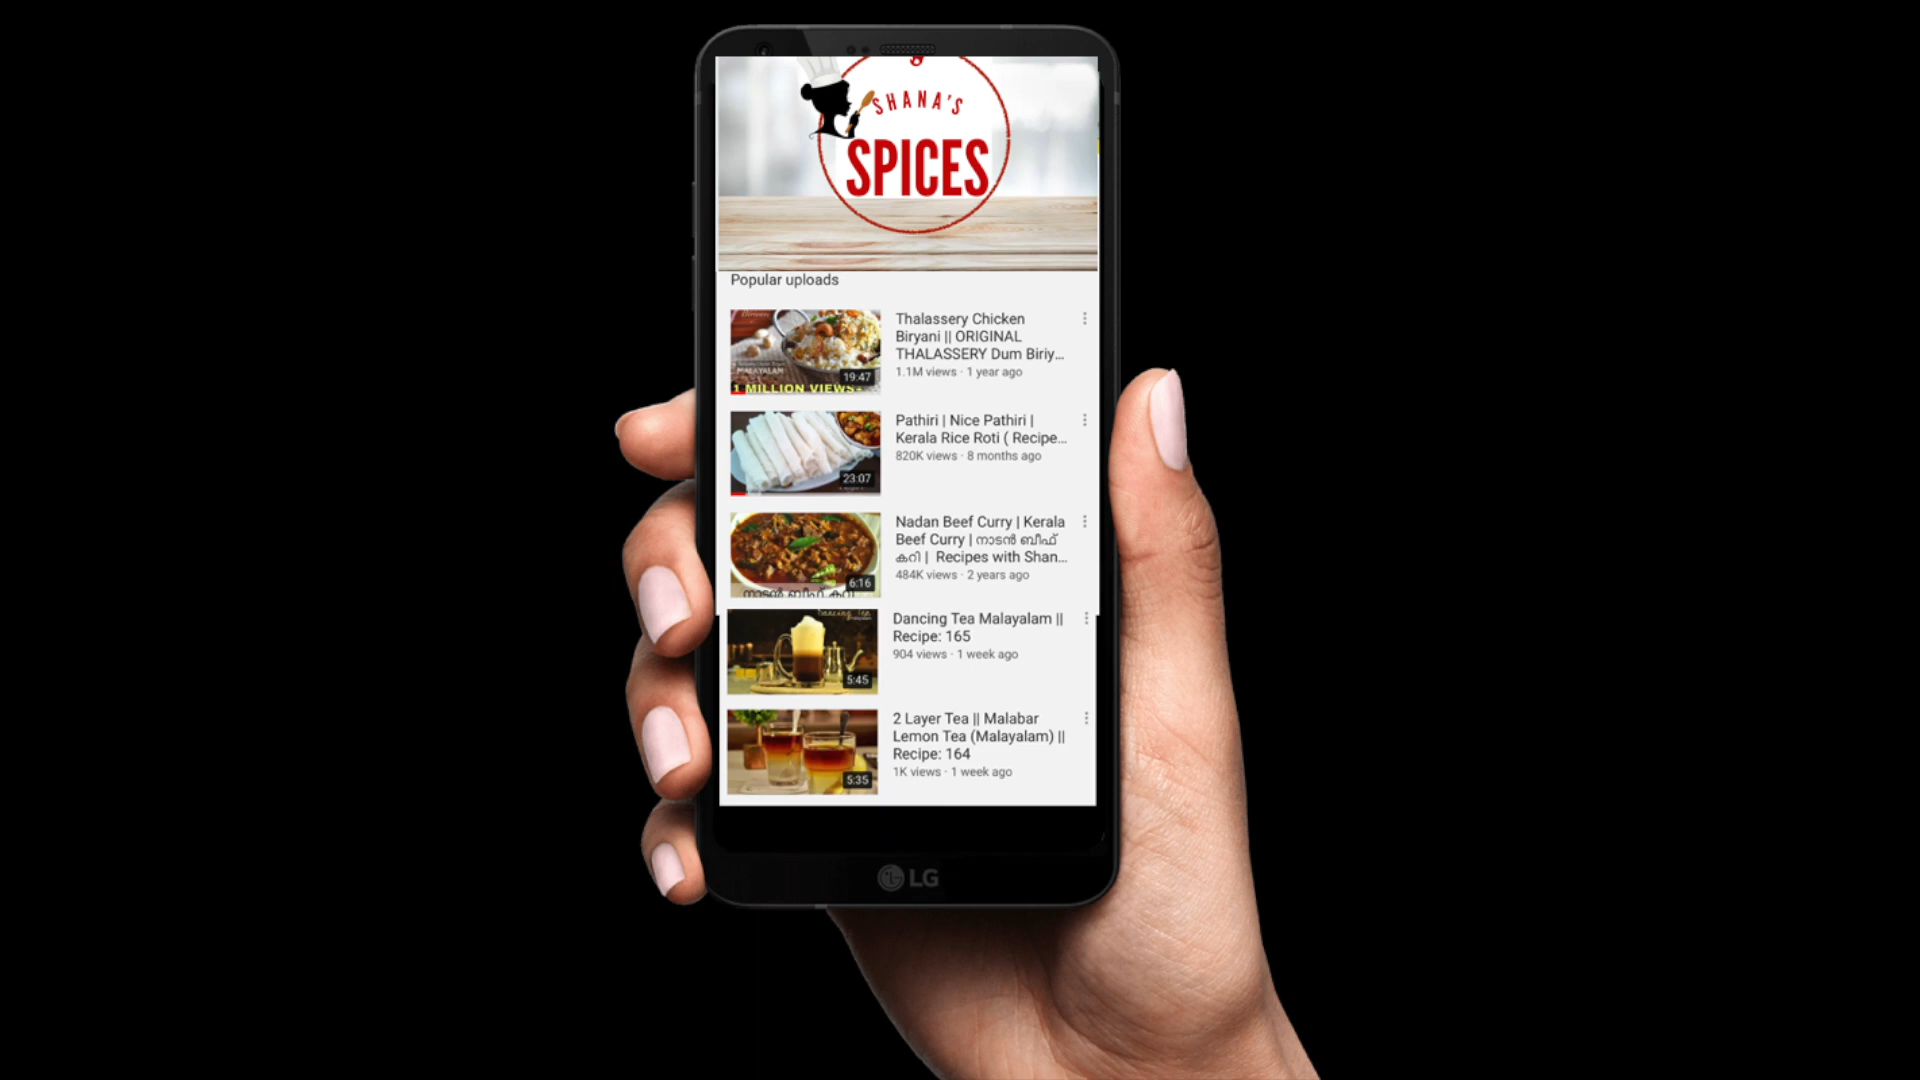 SHANA'S
SPICES
Popular uploads
Thalassery Chicken
Biryani || ORIGINAL
THALASSERY Dum Biriy...
1.1M views · 1 year ago
MALAYALAM
19:47
1 MILLION VIEWS
Pathiri | Nice Pathiri |
Kerala Rice Roti ( Recipe...
820K views · 8 months ago
23:07
Nadan Beef Curry | Kerala
Beef Curry | നാടൻ ബീഫ്
കറി | Recipes with Shan...
484K views · 2 years ago
6:16
നാടൻ ബീഫ് കറി
Dancing Tea
Dancing Tea Malayalam ||
Recipe: 165
904 views · 1 week ago
5:45
2 Layer Tea || Malabar
Lemon Tea (Malayalam) ||
Recipe: 164
1K views · 1 week ago
5:35
LG